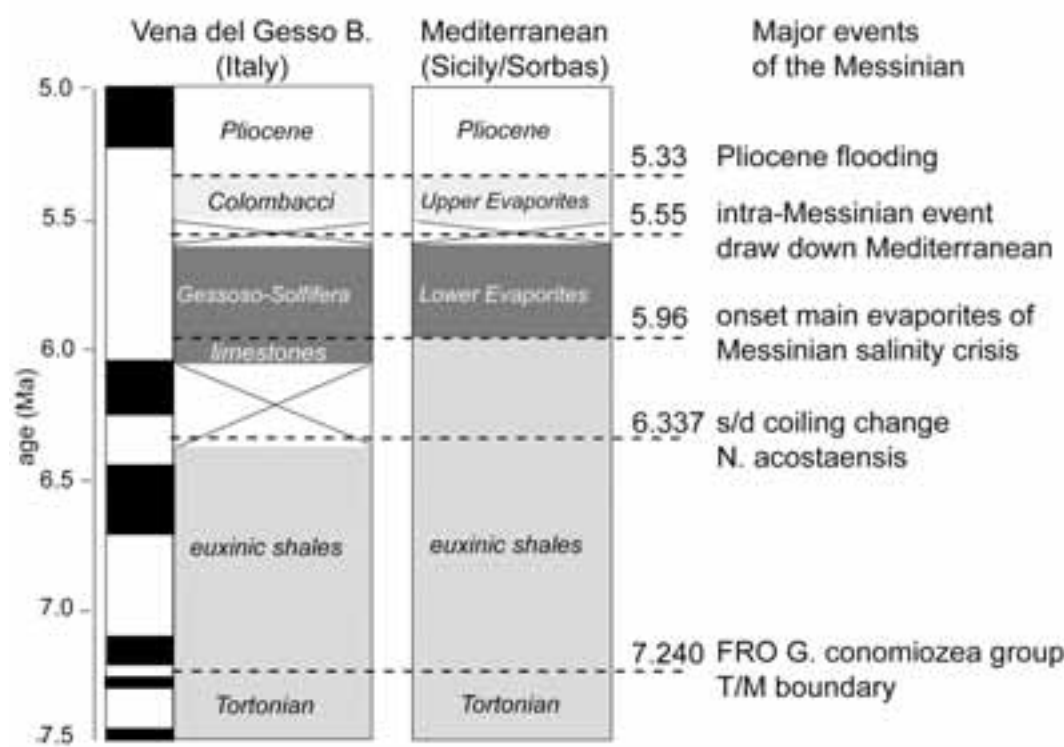 Vena del Gesso B.
(Italy)
Mediterranean
(Sicily/Sorbas)
Major events
of the Messinian
age (Ma)
5.0
5.5
6.0
6.5
7.0
7.5
Pliocene
Colombacci
Gessoso-Solfifera
limestones
euxinic shales
Tortonian
Pliocene
Upper Evaporites
Lower Evaporites
euxinic shales
Tortonian
5.33 Pliocene flooding
5.55 intra-Messinian event
draw down Mediterranean
5.96 onset main evaporites of
Messinian salinity crisis
6.337 s/d coiling change
N. acostaensis
7.240 FRO G. conomiozea group
T/M boundary